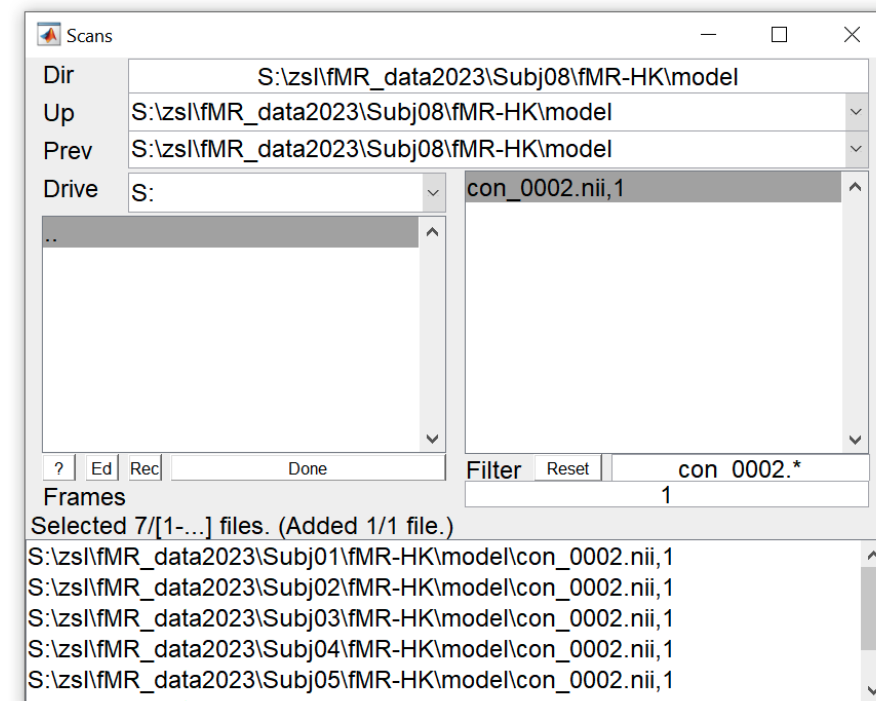 Scans
Dir S:\zsl\fMR_data2023\Subj08\fMR-HK\model
Up S:\zsl\fMR_data2023\Subj08\fMR-HK\model
Prev S:\zsl\fMR_data2023\Subj08\fMR-HK\model
Drive S:
con_0002.nii,1
..
? Ed Rec Done
Filter Reset con_0002.*
Frames 1
Selected 7/[1-...] files. (Added 1/1 file.)
S:\zsl\fMR_data2023\Subj01\fMR-HK\model\con_0002.nii,1
S:\zsl\fMR_data2023\Subj02\fMR-HK\model\con_0002.nii,1
S:\zsl\fMR_data2023\Subj03\fMR-HK\model\con_0002.nii,1
S:\zsl\fMR_data2023\Subj04\fMR-HK\model\con_0002.nii,1
S:\zsl\fMR_data2023\Subj05\fMR-HK\model\con_0002.nii,1